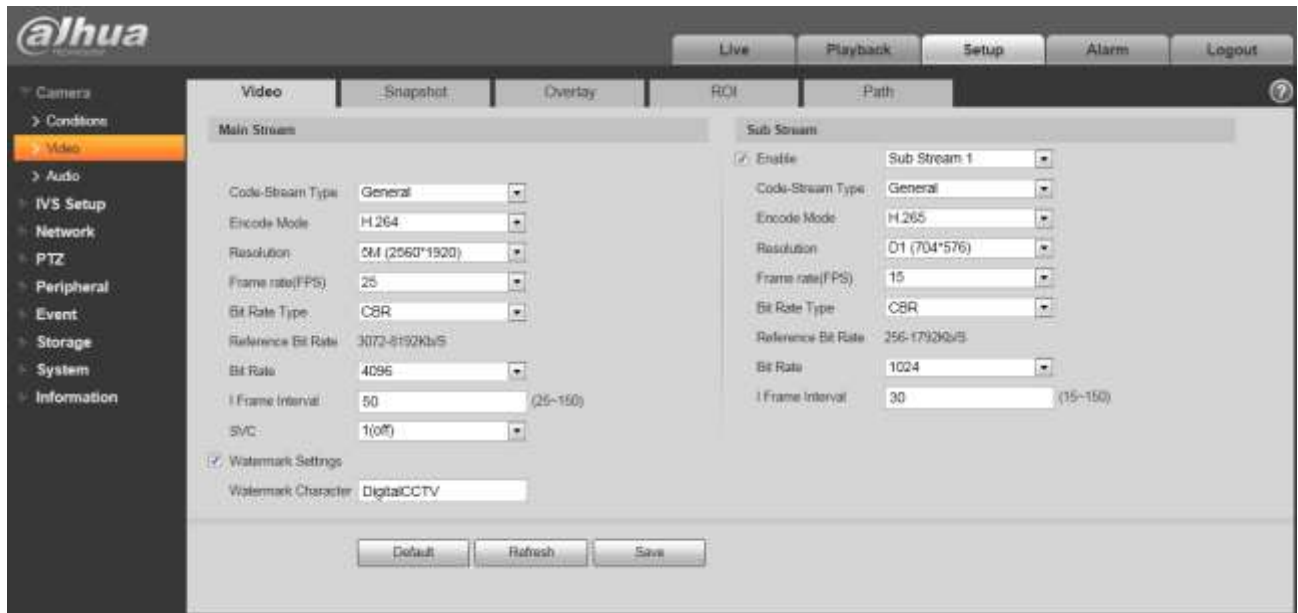 alhua
TECHNOLOGY
Live Playback Setup Alarm Logout
Camera
Conditions
Video
Audio
IVS Setup
Network
PTZ
Peripheral
Event
Storage
System
Information
Video Snapshot Overlay ROI Path
?
Main Stream
Code-Stream Type General
Encode Mode H.264
Resolution 5M (2560*1920)
Frame rate(FPS) 25
Bit Rate Type CBR
Reference Bit Rate 3072-8192Kb/S
Bit Rate 4096
I Frame Interval 50 (25~150)
SVC 1(off)
Watermark Settings
Watermark Character DigitalCCTV
Sub Stream
Enable Sub Stream 1
Code-Stream Type General
Encode Mode H.265
Resolution D1 (704*576)
Frame rate(FPS) 15
Bit Rate Type CBR
Reference Bit Rate 256-1792Kb/S
Bit Rate 1024
I Frame Interval 30 (15~150)
Default Refresh Save